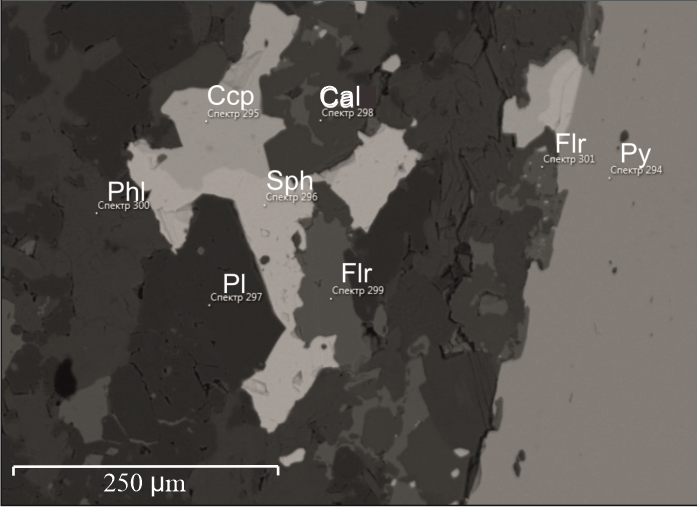 Ccp
Спектр 295
Cal
Спектр 298
Flr
Спектр 301
Py
Спектр 294
Phl
Спектр 300
Sph
Спектр 296
Pl
Спектр 297
Flr
Спектр 299
250 µm